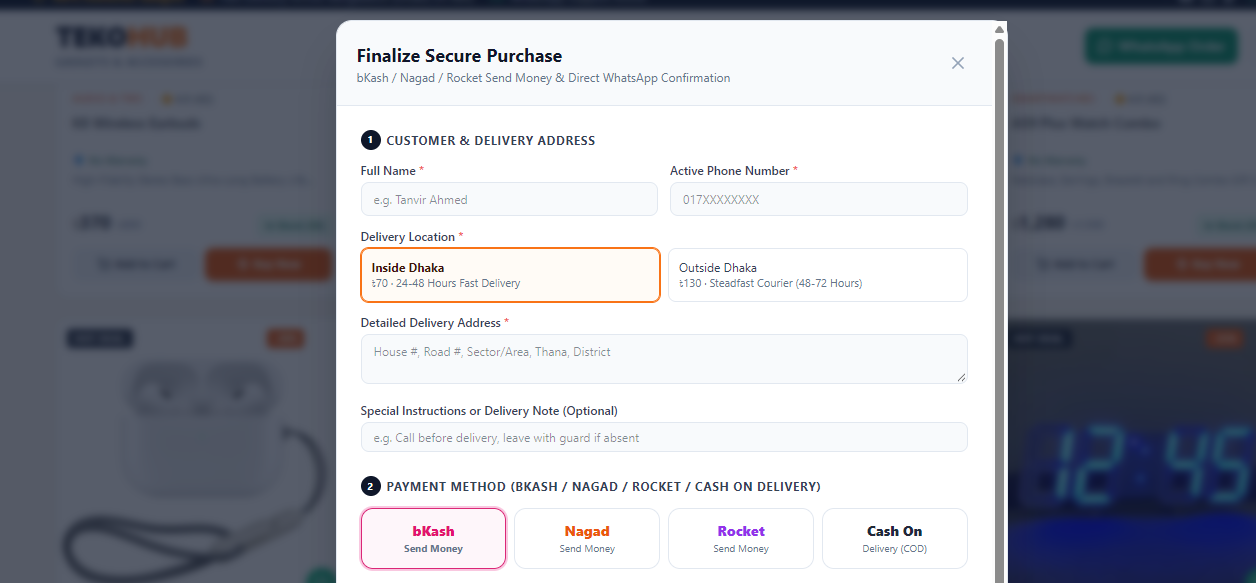 TEKOHUB
Finalize Secure Purchase
bKash / Nagad / Rocket Send Money & Direct WhatsApp Confirmation
1 CUSTOMER & DELIVERY ADDRESS
Full Name *
Active Phone Number *
e.g. Tanvir Ahmed
017XXXXXXXX
Delivery Location *
Inside Dhaka
৳70 · 24-48 Hours Fast Delivery
Outside Dhaka
৳130 · Steadfast Courier (48-72 Hours)
Detailed Delivery Address *
House #, Road #, Sector/Area, Thana, District
Special Instructions or Delivery Note (Optional)
e.g. Call before delivery, leave with guard if absent
2 PAYMENT METHOD (BKASH / NAGAD / ROCKET / CASH ON DELIVERY)
bKash
Send Money
Nagad
Send Money
Rocket
Send Money
Cash On
Delivery (COD)
12:45